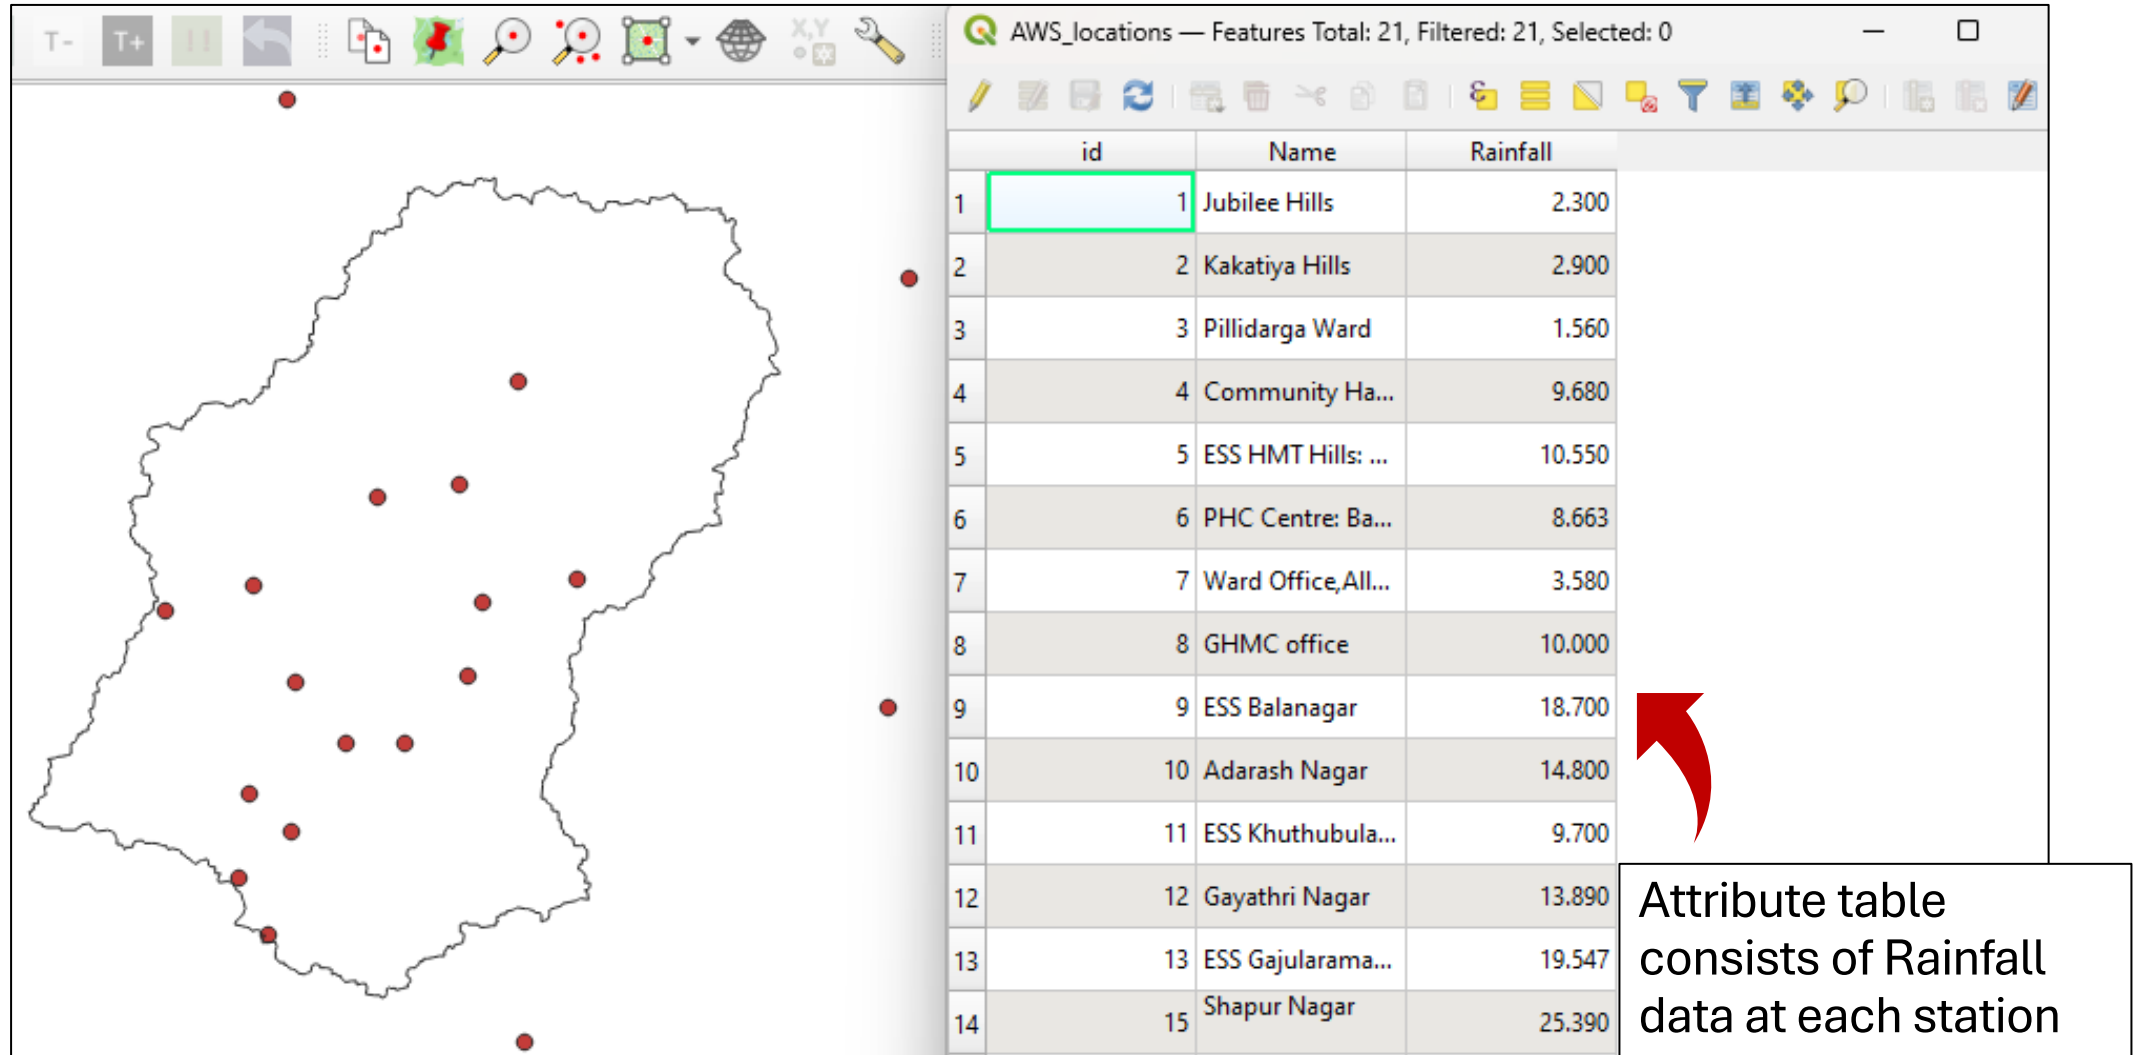 T- T+ !! X,Y
AWS_locations — Features Total: 21, Filtered: 21, Selected: 0
id Name Rainfall
1 1 Jubilee Hills 2.300
2 2 Kakatiya Hills 2.900
3 3 Pillidarga Ward 1.560
4 4 Community Ha... 9.680
5 5 ESS HMT Hills: ... 10.550
6 6 PHC Centre: Ba... 8.663
7 7 Ward Office,All... 3.580
8 8 GHMC office 10.000
9 9 ESS Balanagar 18.700
10 10 Adarash Nagar 14.800
11 11 ESS Khuthubula... 9.700
12 12 Gayathri Nagar 13.890
13 13 ESS Gajularama... 19.547
14 15 Shapur Nagar 25.390
Attribute table
consists of Rainfall
data at each station